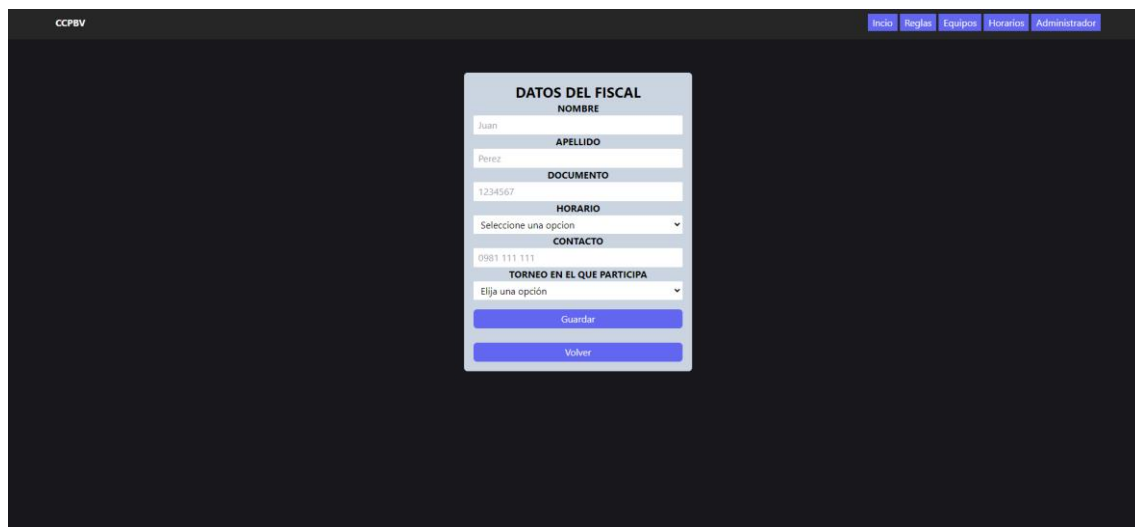 CCPBV
Incio Reglas Equipos Horarios Administrador
DATOS DEL FISCAL
NOMBRE
Juan
APELLIDO
Perez
DOCUMENTO
1234567
HORARIO
Seleccione una opcion
CONTACTO
0981 111 111
TORNEO EN EL QUE PARTICIPA
Elija una opción
Guardar
Volver